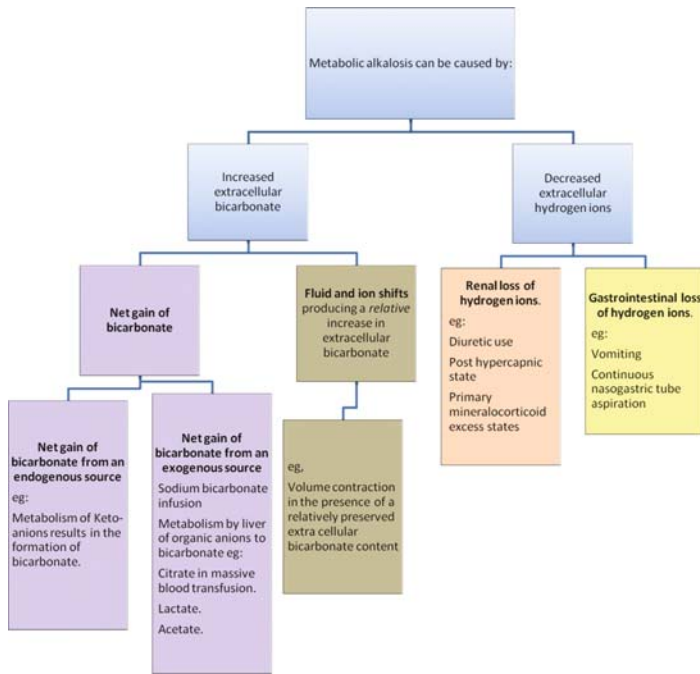 Metabolic alkalosis can be caused by:
Increased
extracellular
bicarbonate
Decreased
extracellular
hydrogen ions
Net gain of
bicarbonate
Fluid and ion shifts
producing a relative
increase in
extracellular
bicarbonate
Renal loss of
hydrogen ions.
eg:
Diuretic use
Post hypercapnic
state
Primary
mineralocorticoid
excess states
Gastrointestinal loss
of hydrogen ions.
eg:
Vomiting
Continuous
nasogastric tube
aspiration
Net gain of
bicarbonate from an
endogenous source
eg:
Metabolism of Keto-
anions results in the
formation of
bicarbonate.
Net gain of
bicarbonate from an
exogenous source
Sodium bicarbonate
infusion
Metabolism by liver
of organic anions to
bicarbonate eg:
Citrate in massive
blood transfusion.
Lactate.
Acetate.
eg,
Volume contraction
in the presence of a
relatively preserved
extra cellular
bicarbonate content